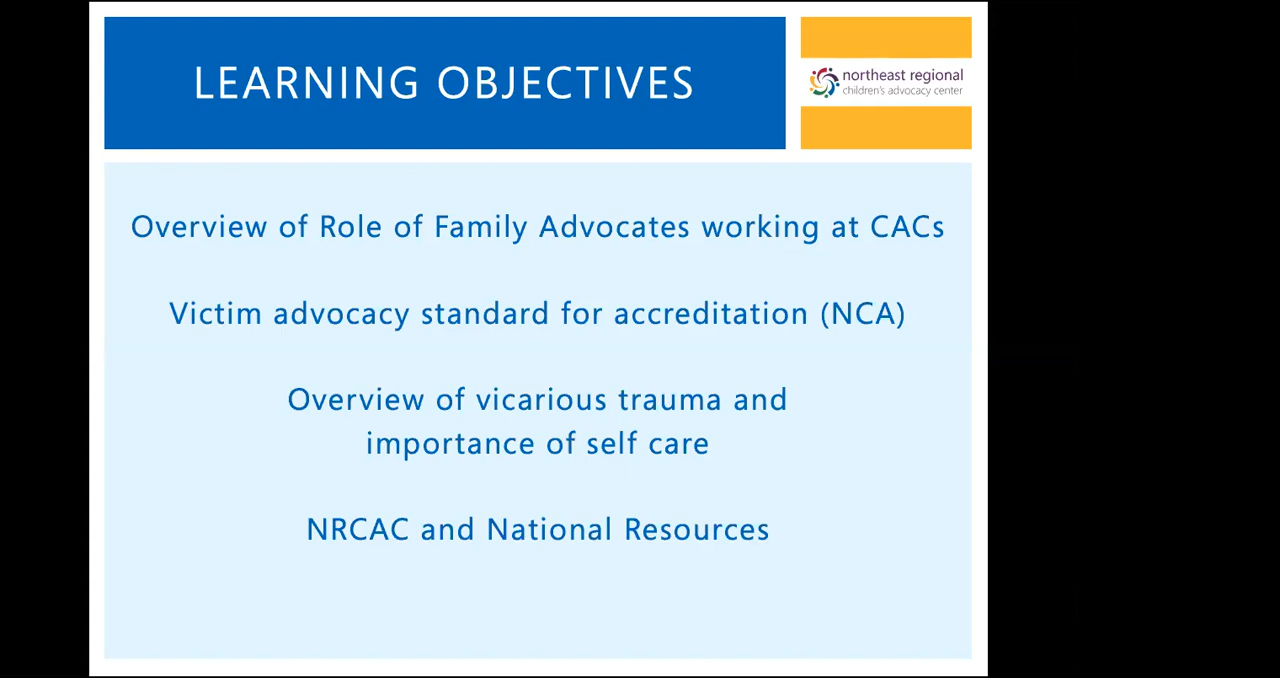 LEARNING OBJECTIVES
northeast regional
children's advocacy center
Overview of Role of Family Advocates working at CACs
Victim advocacy standard for accreditation (NCA)
Overview of vicarious trauma and
importance of self care
NRCAC and National Resources